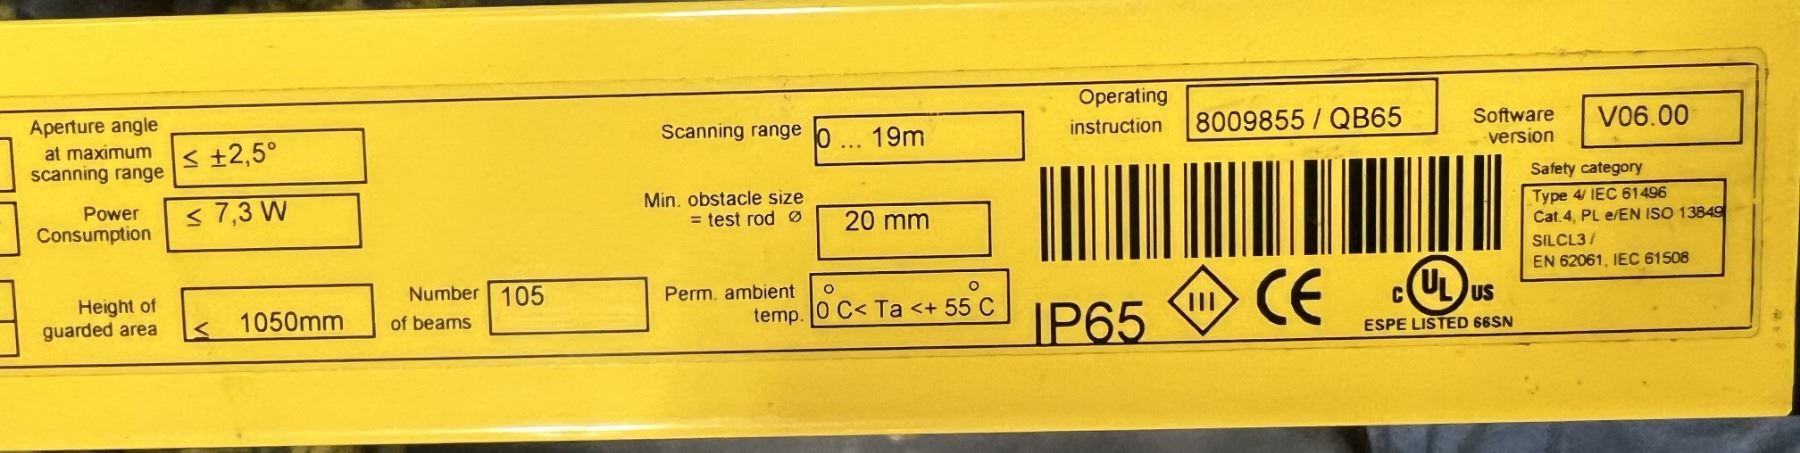 Aperture angle
at maximum
scanning range
≤ ±2,5°
Power
Consumption
≤ 7,3 W
Height of
guarded area
≤ 1050mm
Number
of beams
105
Scanning range
0 ... 19m
Min. obstacle size
= test rod ⌀
20 mm
Perm. ambient
temp.
0°C< Ta <+ 55°C
Operating
instruction
8009855 / QB65
Software
version
V06.00
Safety category
Type 4/ IEC 61496
Cat.4, PL e/EN ISO 13849
SILCL3 /
EN 62061, IEC 61508
IP65
III
CE
C UL US
ESPE LISTED 66SN